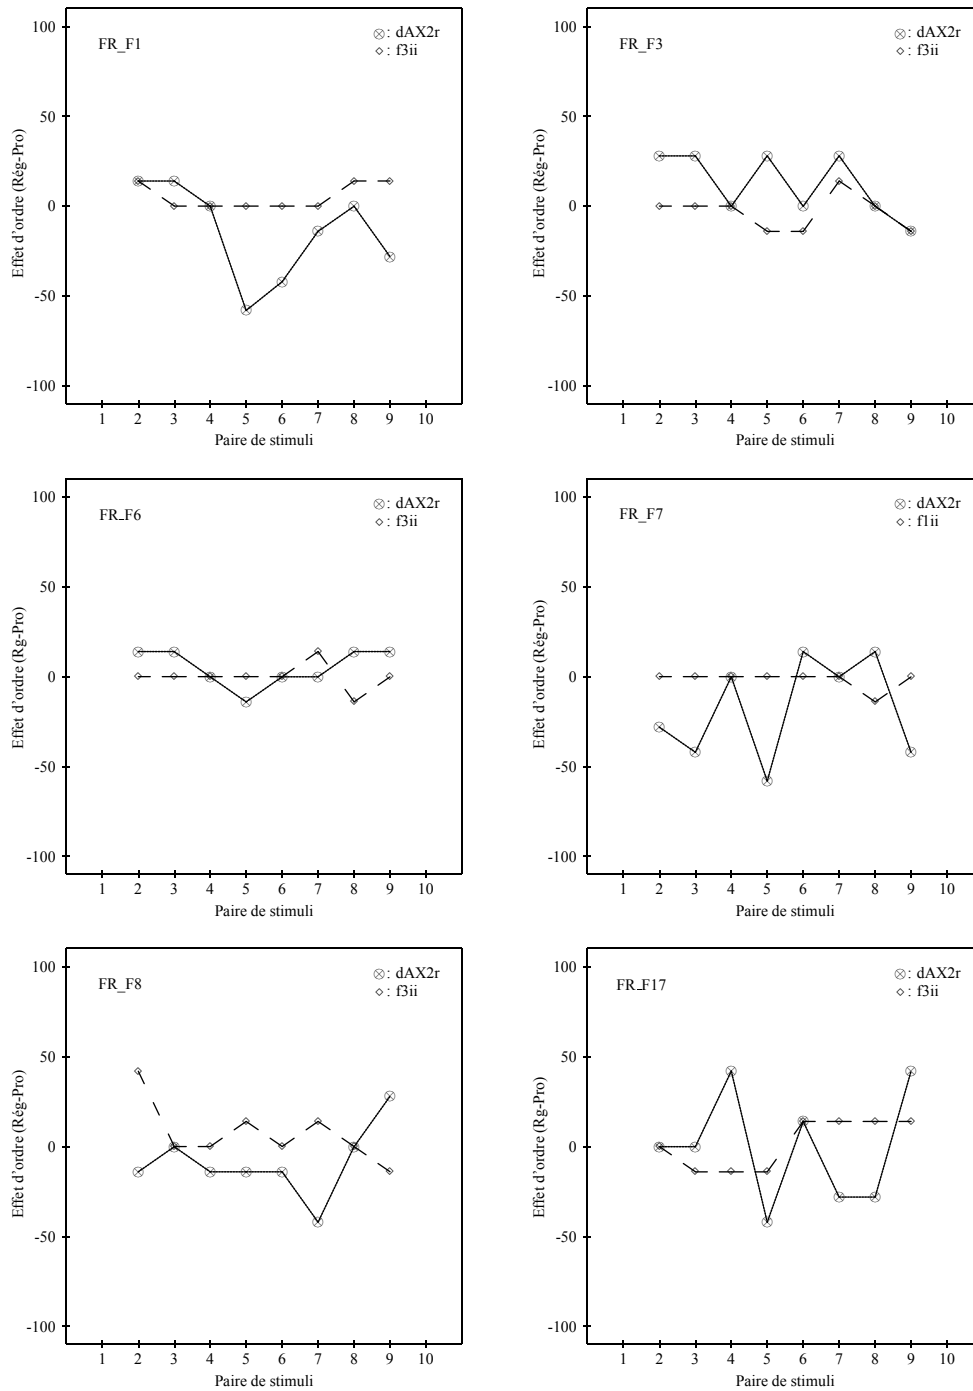 FR_F1
⊗: dAX2r
◇: f3ii
Effet d'ordre (Rég-Pro)
100
50
0
-50
-100
1 2 3 4 5 6 7 8 9 10
Paire de stimuli
FR_F3
⊗: dAX2r
◇: f3ii
Effet d'ordre (Rég-Pro)
100
50
0
-50
-100
1 2 3 4 5 6 7 8 9 10
Paire de stimuli
FR_F6
⊗: dAX2r
◇: f3ii
Effet d'ordre (Rg-Pro)
100
50
0
-50
-100
1 2 3 4 5 6 7 8 9 10
Paire de stimuli
FR_F7
⊗: dAX2r
◇: f1ii
Effet d'ordre (Rég-Pro)
100
50
0
-50
-100
1 2 3 4 5 6 7 8 9 10
Paire de stimuli
FR_F8
⊗: dAX2r
◇: f3ii
Effet d'ordre (Rég-Pro)
100
50
0
-50
-100
1 2 3 4 5 6 7 8 9 10
Paire de stimuli
FR_F17
⊗: dAX2r
◇: f3ii
Effet d'ordre (Rg-Pro)
100
50
0
-50
-100
1 2 3 4 5 6 7 8 9 10
Paire de stimuli